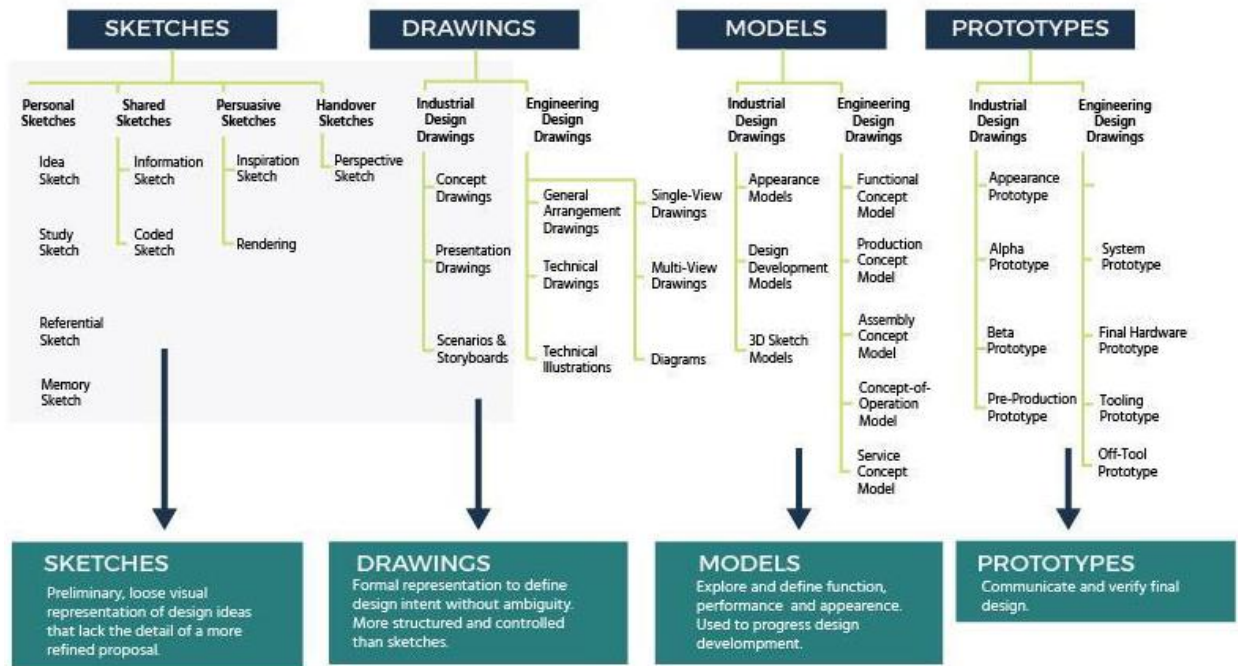 SKETCHES
DRAWINGS
MODELS
PROTOTYPES
Personal
Sketches
Shared
Sketches
Persuasive
Sketches
Handover
Sketches
Industrial
Design
Drawings
Engineering
Design
Drawings
Industrial
Design
Drawings
Engineering
Design
Drawings
Industrial
Design
Drawings
Engineering
Design
Drawings
Idea
Sketch
Study
Sketch
Referential
Sketch
Memory
Sketch
Information
Sketch
Coded
Sketch
Inspiration
Sketch
Rendering
Perspective
Sketch
Concept
Drawings
Presentation
Drawings
Scenarios &
Storyboards
General
Arrangement
Drawings
Technical
Drawings
Technical
Illustrations
Single-View
Drawings
Multi-View
Drawings
Diagrams
Appearance
Models
Design
Development
Models
3D Sketch
Models
Functional
Concept
Model
Production
Concept
Model
Assembly
Concept
Model
Concept-of-
Operation
Model
Service
Concept
Model
Appearance
Prototype
Alpha
Prototype
Beta
Prototype
Pre-Production
Prototype
System
Prototype
Final Hardware
Prototype
Tooling
Prototype
Off-Tool
Prototype
SKETCHES
Preliminary, loose visual
representation of design ideas
that lack the detail of a more
refined proposal.
DRAWINGS
Formal representation to define
design intent without ambiguity.
More structured and controlled
than sketches.
MODELS
Explore and define function,
performance and appearence.
Used to progress design
develompment.
PROTOTYPES
Communicate and verify final
design.